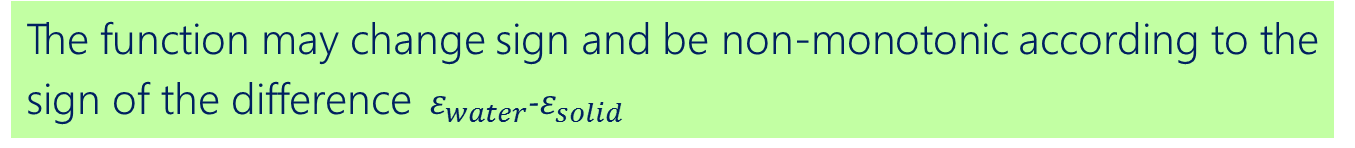 The function may change sign and be non-monotonic according to the
sign of the difference 𝜀𝑤𝑎𝑡𝑒𝑟-𝜀𝑠𝑜𝑙𝑖𝑑